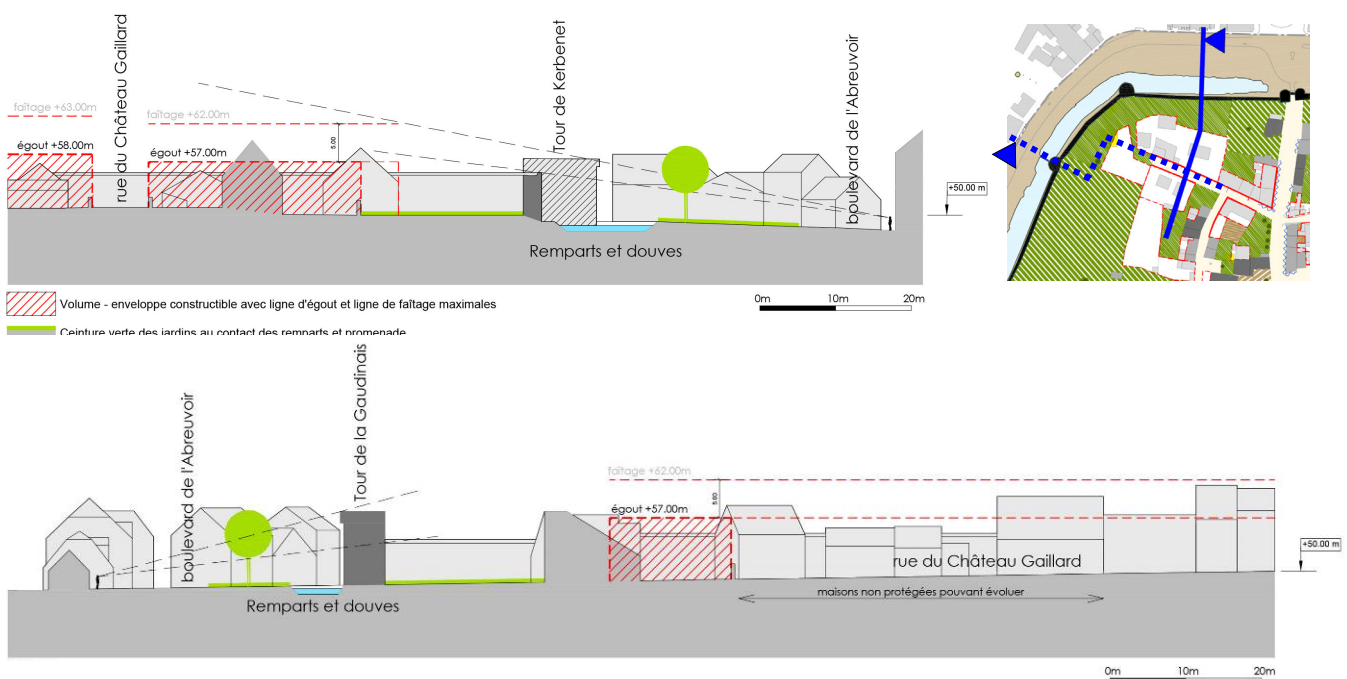 rue du Château Gaillard
Tour de Kerbenet
boulevard de l'Abreuvoir
faîtage +63.00m
faîtage +62.00m
5.00
égout +58.00m
égout +57.00m
+50.00 m
Remparts et douves
Volume - enveloppe constructible avec ligne d'égout et ligne de faîtage maximales
0m 10m 20m
Ceinture verte des jardins au contact des remparts et promenade
boulevard de l'Abreuvoir
Tour de la Gaudinais
faîtage +62.00m
5.00
égout +57.00m
+50.00 m
rue du Château Gaillard
maisons non protégées pouvant évoluer
Remparts et douves
0m 10m 20m